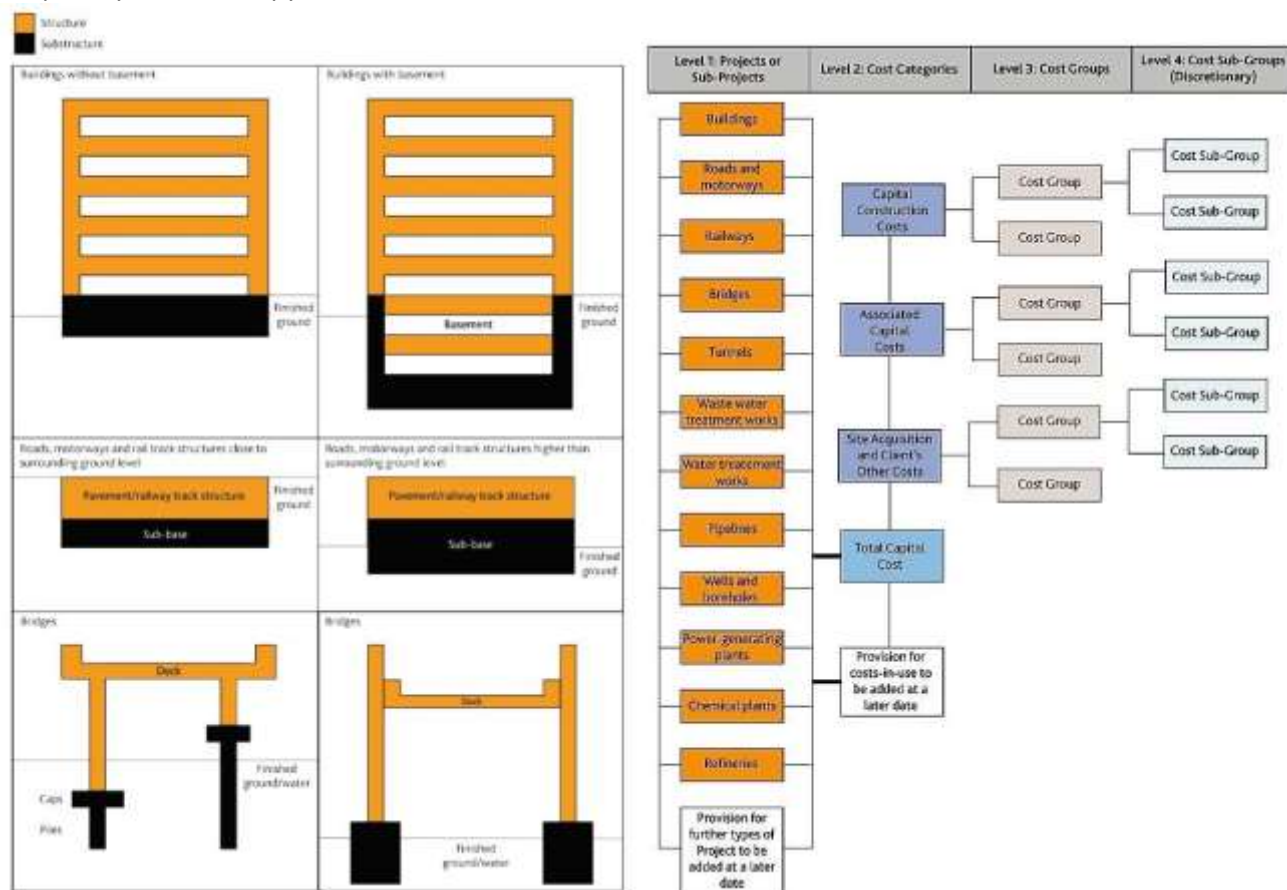 Structure
Substructure
Buildings without basement
Buildings with basement
Finished
ground
Basement
Finished
ground
Roads, motorways and rail track structures close to
surrounding ground level
Roads, motorways and rail track structures higher than
surrounding ground level
Pavement/railway track structure
Sub-base
Finished
ground
Pavement/railway track structure
Sub-base
Finished
ground
Bridges
Bridges
Deck
Finished
ground/water
Caps
Piles
Deck
Finished
ground/water
Level 1: Projects or
Sub-Projects
Level 2: Cost Categories
Level 3: Cost Groups
Level 4: Cost Sub-Groups
(Discretionary)
Buildings
Roads and
motorways
Railways
Bridges
Tunnels
Waste water
treatment works
Water treatement
works
Pipelines
Wells and
boreholes
Power-generating
plants
Chemical plants
Refineries
Provision for
further types of
Project to be
added at a later
date
Capital
Construction
Costs
Associated
Capital
Costs
Site Acquisition
and Client's
Other Costs
Total Capital
Cost
Provision for
costs-in-use to
be added at a
later date
Cost Group
Cost Group
Cost Group
Cost Group
Cost Group
Cost Group
Cost Sub-Group
Cost Sub-Group
Cost Sub-Group
Cost Sub-Group
Cost Sub-Group
Cost Sub-Group